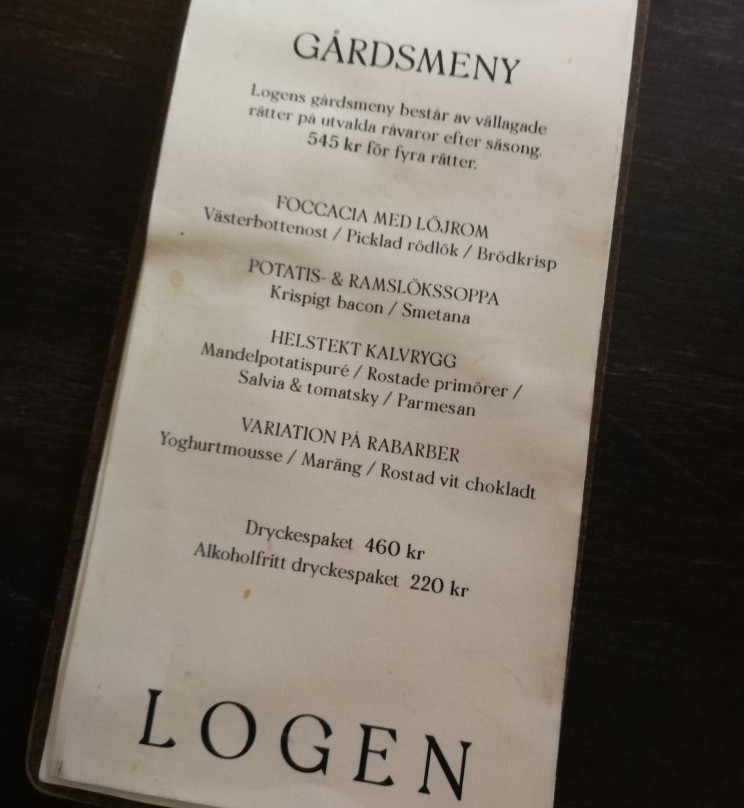 GÅRDSMENY
Logens gårdsmeny består av vällagade
rätter på utvalda råvaror efter säsong.
545 kr för fyra rätter.
FOCCACIA MED LÖJROM
Västerbottenost / Picklad rödlök / Brödkrisp
POTATIS- & RAMSLÖKSSOPPA
Krispigt bacon / Smetana
HELSTEKT KALVRYGG
Mandelpotatispuré / Rostade primörer /
Salvia & tomatsky / Parmesan
VARIATION PÅ RABARBER
Yoghurtmousse / Maräng / Rostad vit chokladt
Dryckespaket 460 kr
Alkoholfritt dryckespaket 220 kr
LOGEN